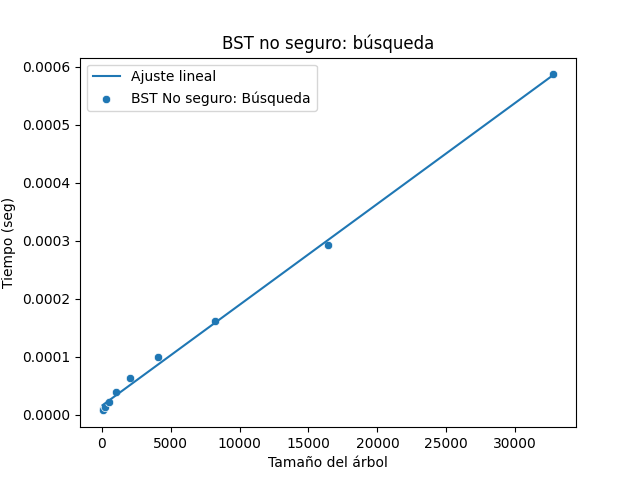 BST no seguro: búsqueda
Ajuste lineal
BST No seguro: Búsqueda
0.0006
0.0005
0.0004
0.0003
0.0002
0.0001
0.0000
Tiempo (seg)
0 5000 10000 15000 20000 25000 30000
Tamaño del árbol